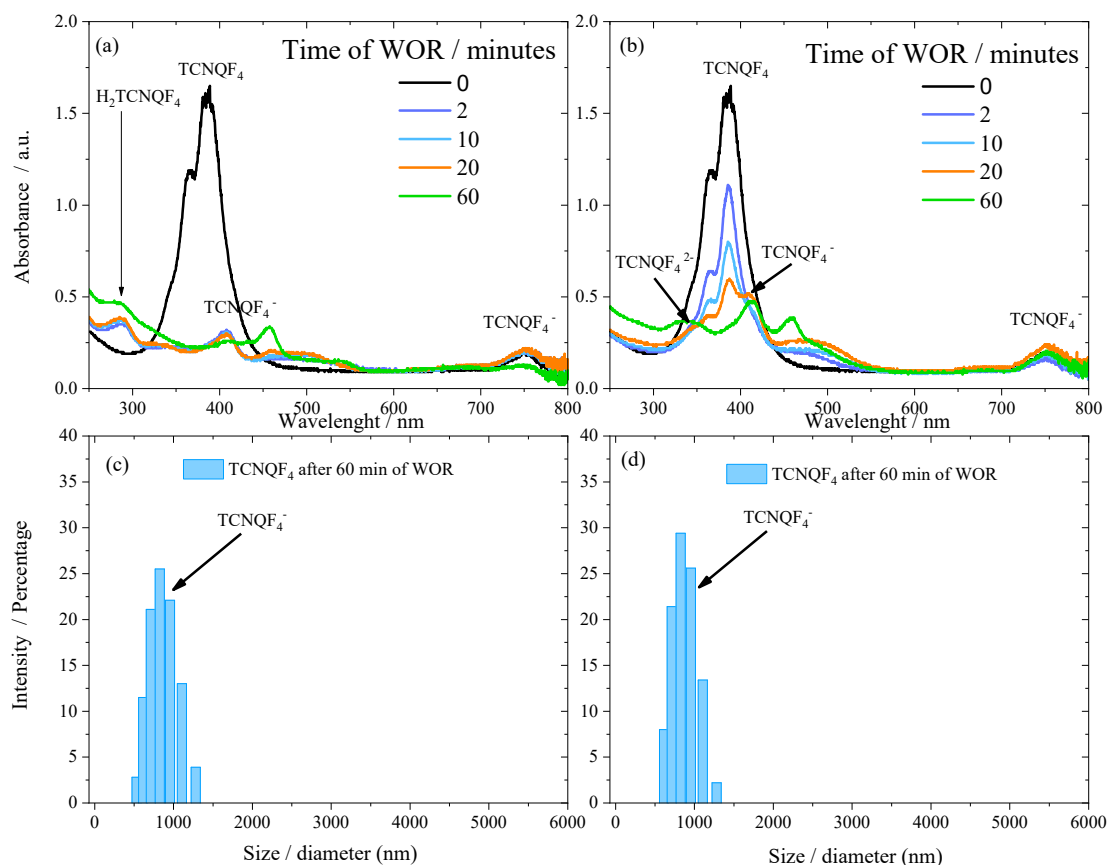 (a)
Time of WOR / minutes
TCNQF₄
H₂TCNQF₄
0
2
10
20
60
TCNQF₄⁻
TCNQF₄⁻
2.0
1.5
1.0
0.5
0.0
Absorbance / a.u.
300 400 500 600 700 800
Wavelenght / nm
(b)
Time of WOR / minutes
TCNQF₄
0
2
10
20
60
TCNQF₄²⁻
TCNQF₄⁻
TCNQF₄⁻
2.0
1.5
1.0
0.5
0.0
300 400 500 600 700 800
Wavelenght / nm
(c)
TCNQF₄ after 60 min of WOR
TCNQF₄⁻
40
35
30
25
20
15
10
5
0
Intensity / Percentage
0 1000 2000 3000 4000 5000 6000
Size / diameter (nm)
(d)
TCNQF₄ after 60 min of WOR
TCNQF₄⁻
40
35
30
25
20
15
10
5
0
0 1000 2000 3000 4000 5000 6000
Size / diameter (nm)